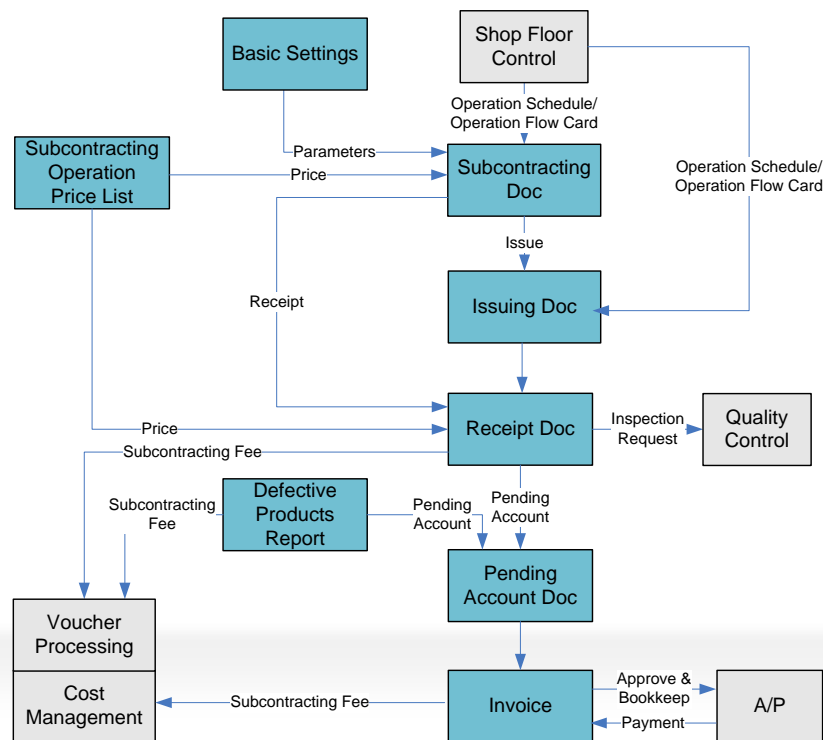 Basic Settings
Shop Floor
Control
Operation Schedule/
Operation Flow Card
Subcontracting
Operation
Price List
Parameters
Price
Subcontracting
Doc
Operation Schedule/
Operation Flow Card
Issue
Receipt
Issuing Doc
Price
Receipt Doc
Inspection
Request
Quality
Control
Subcontracting Fee
Subcontracting
Fee
Defective
Products
Report
Pending
Account
Pending
Account
Pending
Account Doc
Voucher
Processing
Cost
Management
Subcontracting Fee
Invoice
Approve &
Bookkeep
Payment
A/P